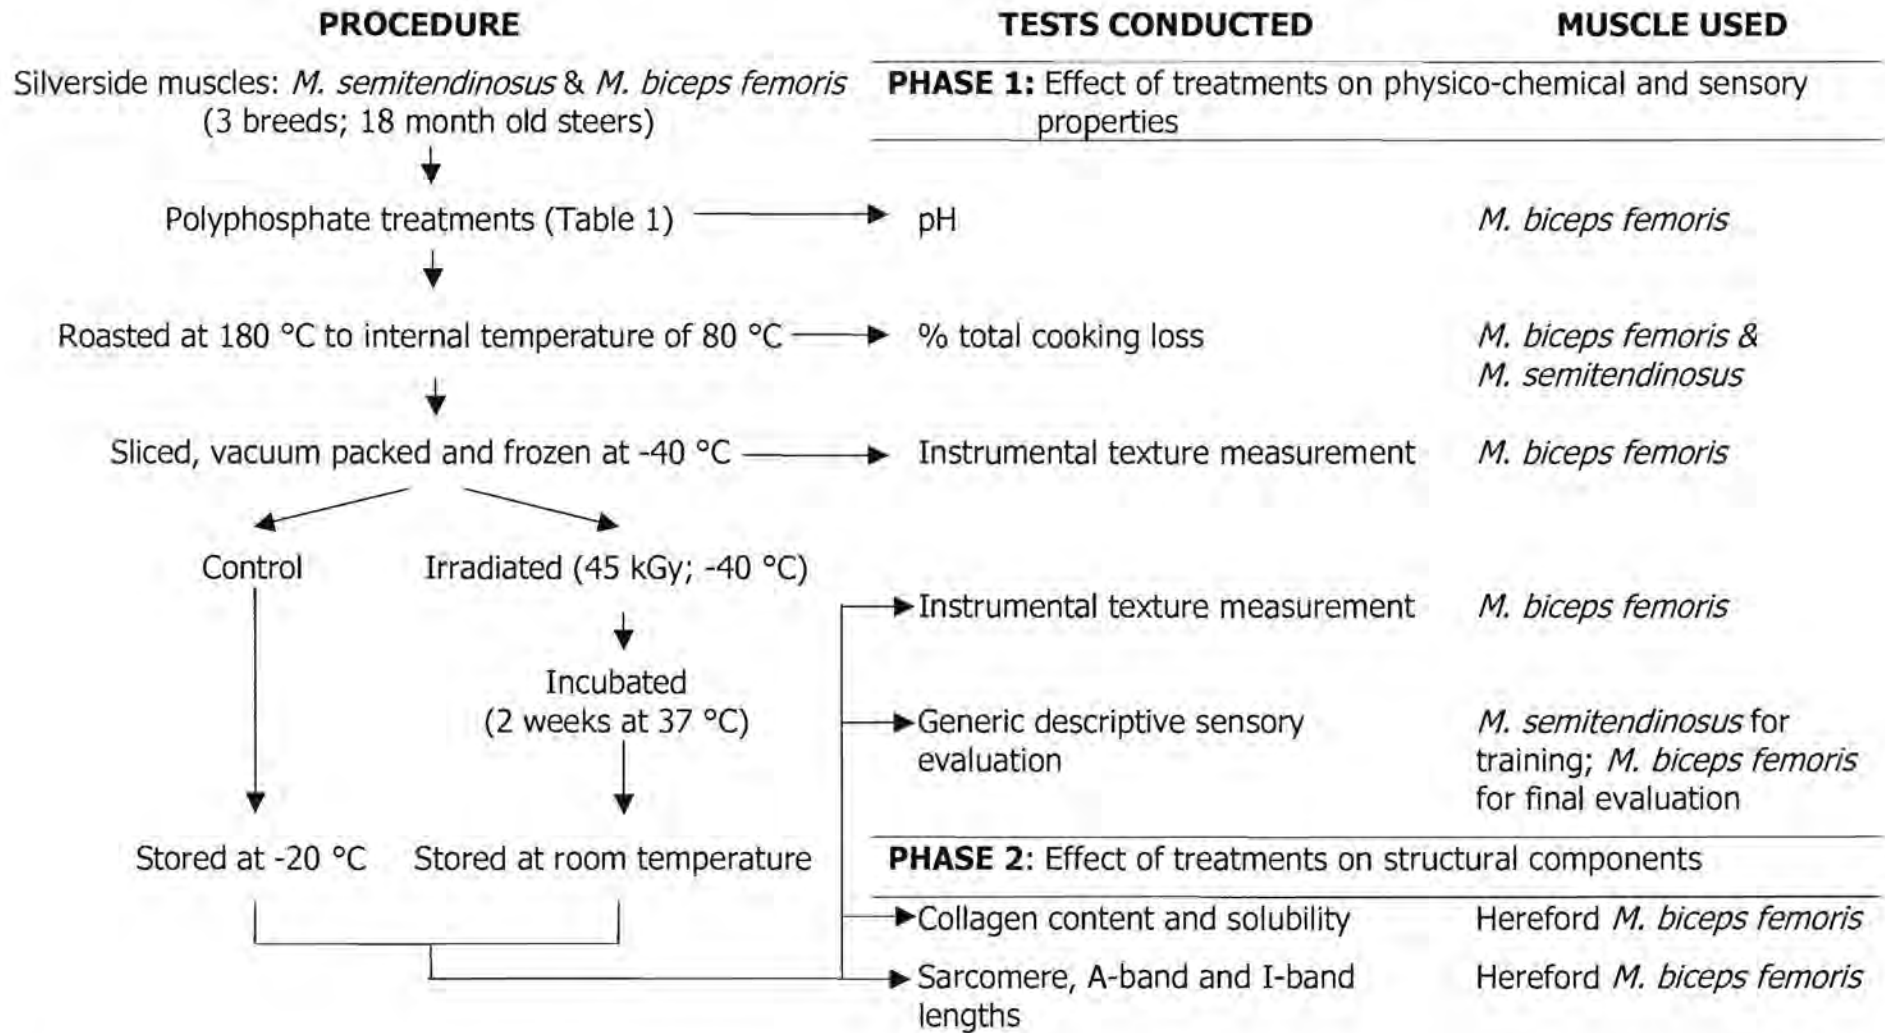 PROCEDURE
TESTS CONDUCTED
MUSCLE USED
Silverside muscles: M. semitendinosus & M. biceps femoris
(3 breeds; 18 month old steers)
PHASE 1: Effect of treatments on physico-chemical and sensory
properties
Polyphosphate treatments (Table 1)
pH
M. biceps femoris
Roasted at 180 °C to internal temperature of 80 °C
% total cooking loss
M. biceps femoris &
M. semitendinosus
Sliced, vacuum packed and frozen at -40 °C
Instrumental texture measurement
M. biceps femoris
Control
Irradiated (45 kGy; -40 °C)
Instrumental texture measurement
M. biceps femoris
Incubated
(2 weeks at 37 °C)
Generic descriptive sensory
evaluation
M. semitendinosus for
training; M. biceps femoris
for final evaluation
Stored at -20 °C
Stored at room temperature
PHASE 2: Effect of treatments on structural components
Collagen content and solubility
Hereford M. biceps femoris
Sarcomere, A-band and I-band
lengths
Hereford M. biceps femoris